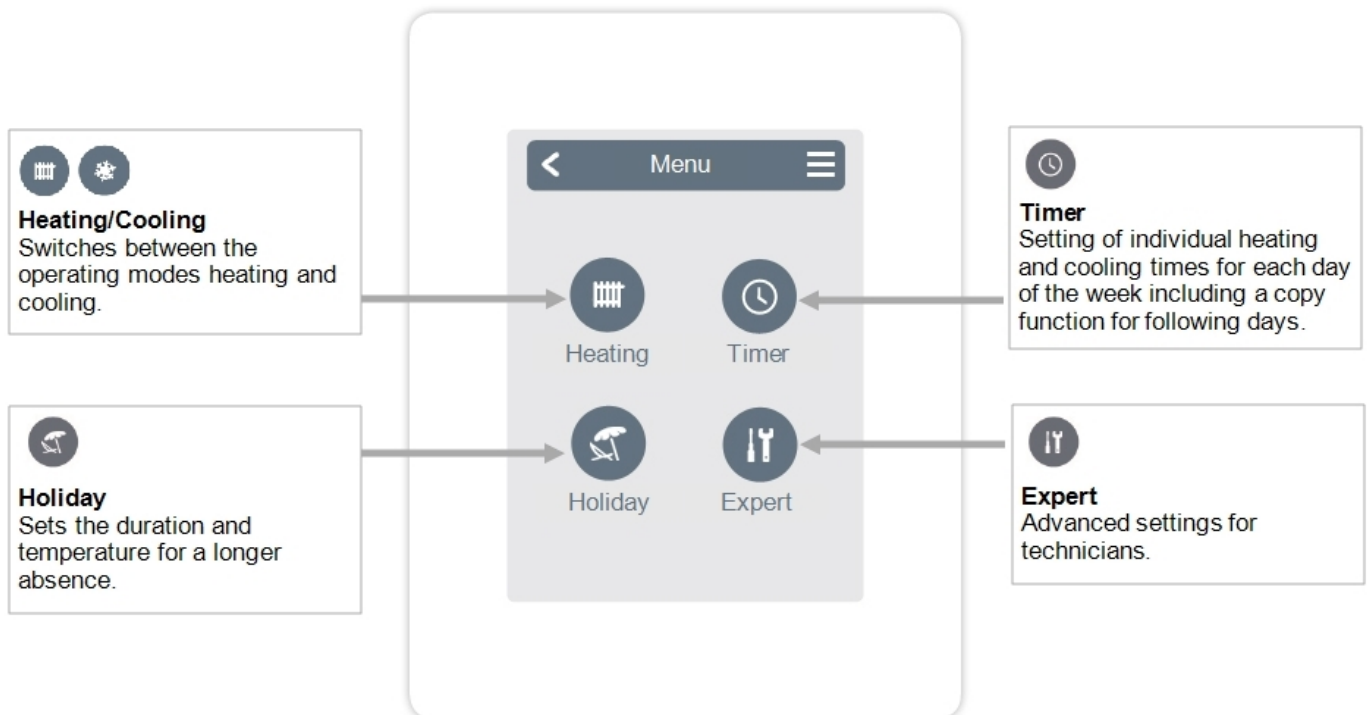 Heating/Cooling
Switches between the
operating modes heating and
cooling.
Holiday
Sets the duration and
temperature for a longer
absence.
Menu
Heating
Timer
Holiday
Expert
Timer
Setting of individual heating
and cooling times for each day
of the week including a copy
function for following days.
Expert
Advanced settings for
technicians.